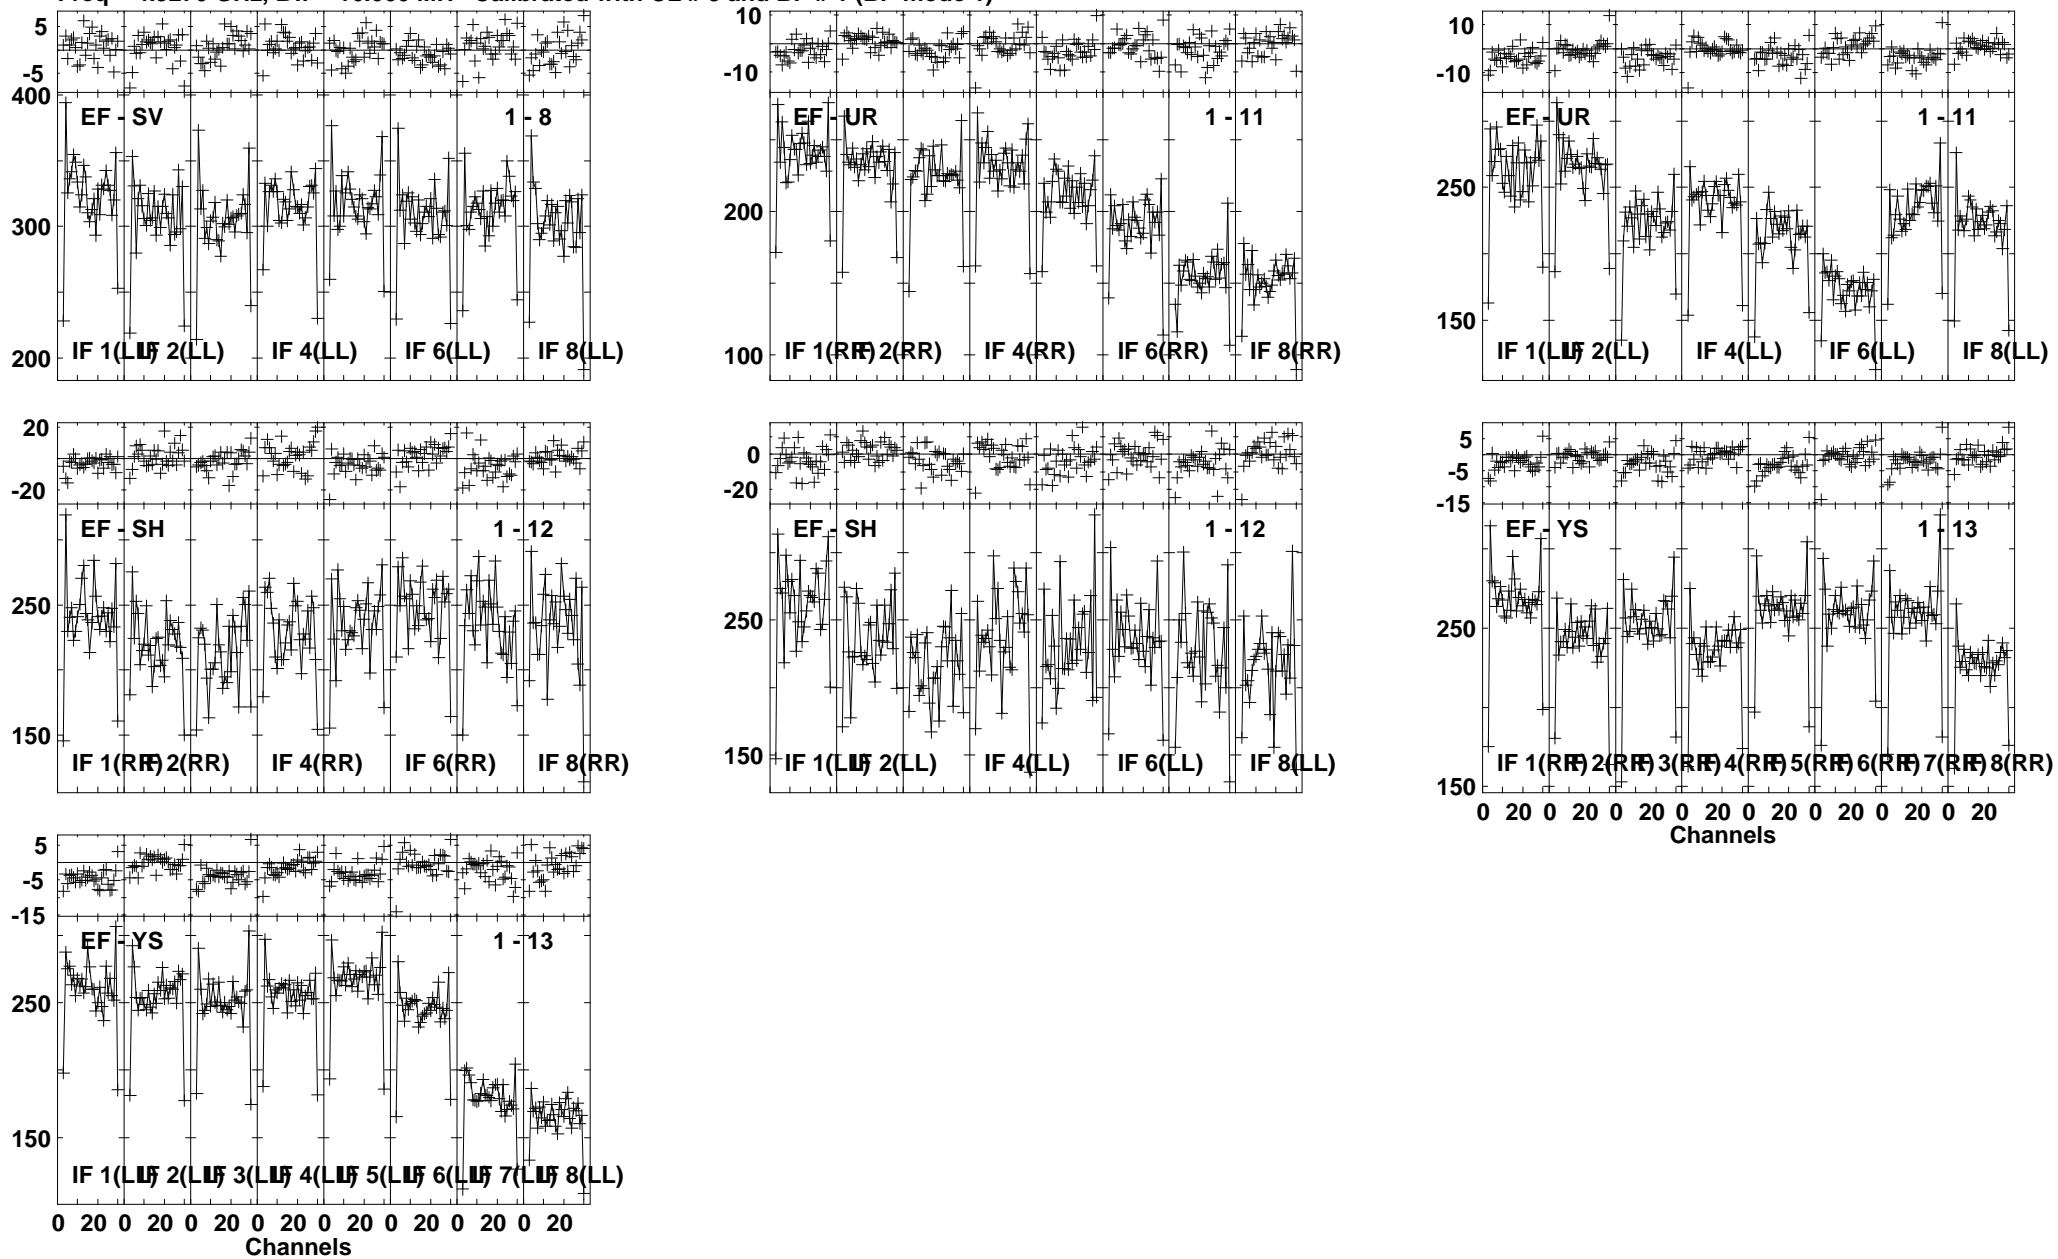 5
-5
400
300
200
EF - SV
1 - 8
IF 1(LL) IF 2(LL) IF 4(LL) IF 6(LL) IF 8(LL)
10
-10
200
100
EF - UR
1 - 11
IF 1(RR) IF 2(RR) IF 4(RR) IF 6(RR) IF 8(RR)
10
-10
250
150
EF - UR
1 - 11
IF 1(LL) IF 2(LL) IF 4(LL) IF 6(LL) IF 8(LL)
20
-20
250
150
EF - SH
1 - 12
IF 1(RR) IF 2(RR) IF 4(RR) IF 6(RR) IF 8(RR)
0
-20
250
150
EF - SH
1 - 12
IF 1(LL) IF 2(LL) IF 4(LL) IF 6(LL) IF 8(LL)
5
-5
-15
250
150
EF - YS
1 - 13
IF 1(RR) IF 2(RR) IF 3(RR) IF 4(RR) IF 5(RR) IF 6(RR) IF 7(RR) IF 8(RR)
0 20 0 20 0 20 0 20 0 20 0 20 0 20 0 20
Channels
5
-5
-15
250
150
EF - YS
1 - 13
IF 1(LL) IF 2(LL) IF 3(LL) IF 4(LL) IF 5(LL) IF 6(LL) IF 7(LL) IF 8(LL)
0 20 0 20 0 20 0 20 0 20 0 20 0 20 0 20
Channels